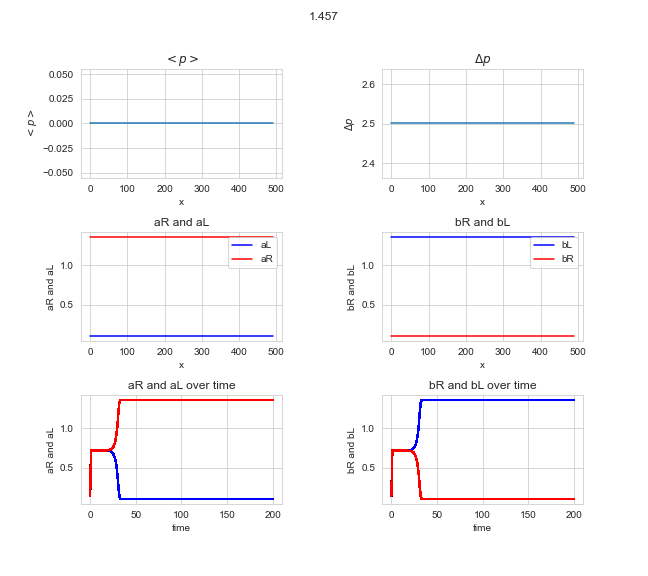 1.457
< p >
Δp
0.050
0.025
0.000
−0.025
−0.050
< p >
0 100 200 300 400 500
x
2.6
2.5
2.4
Δp
0 100 200 300 400 500
x
aR and aL
bR and bL
1.0
0.5
aR and aL
aL
aR
0 100 200 300 400 500
x
1.0
0.5
bR and bL
bL
bR
0 100 200 300 400 500
x
aR and aL over time
bR and bL over time
1.0
0.5
aR and aL
0 50 100 150 200
time
1.0
0.5
bR and bL
0 50 100 150 200
time